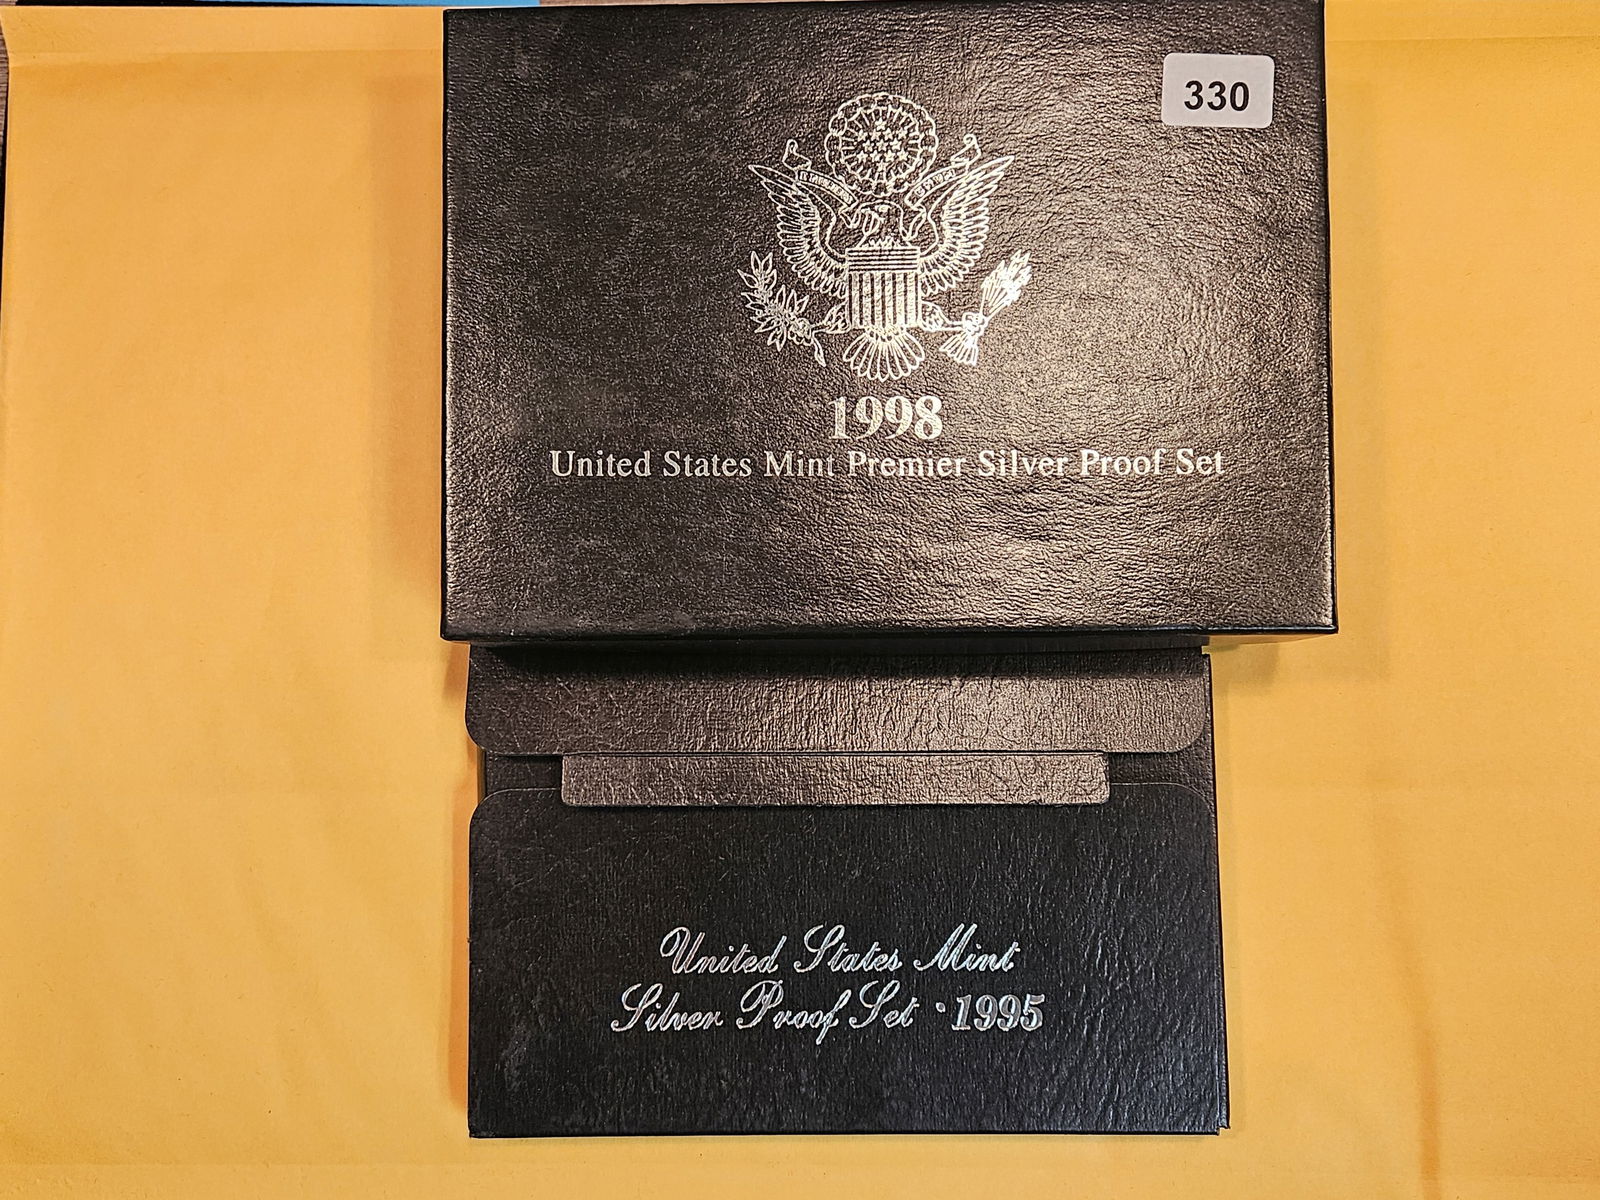 330
1998
United States Mint Premier Silver Proof Set
United States Mint
Silver Proof Set · 1995